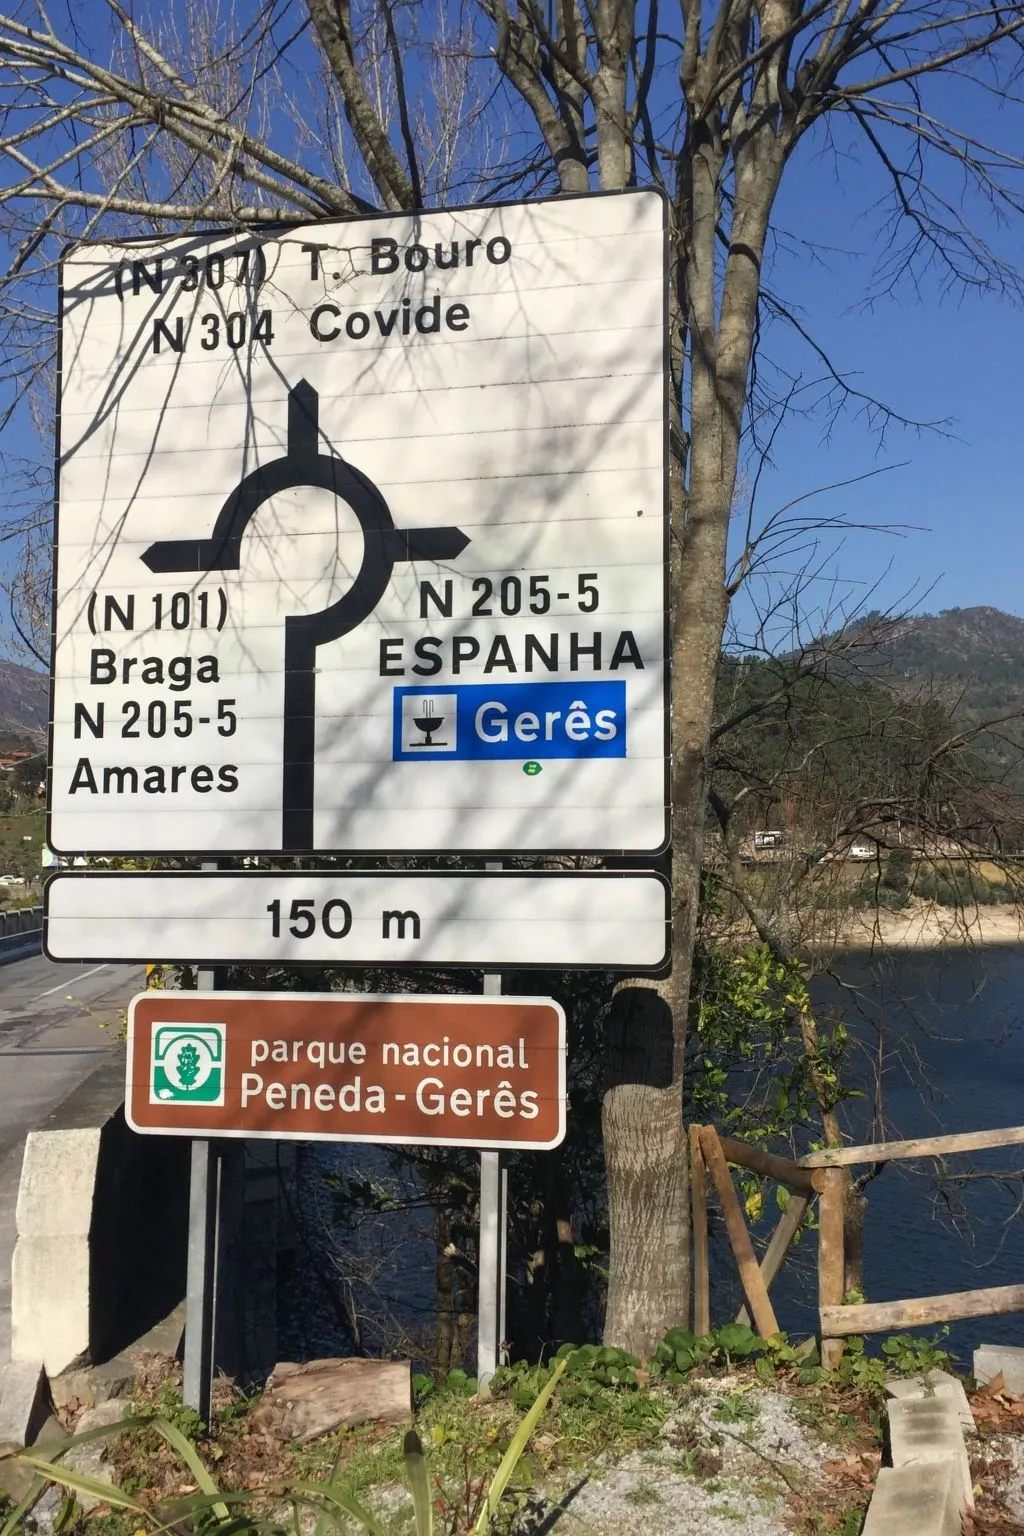 (N 307) T. Bouro
N 304 Covide
(N 101)
Braga
N 205-5
Amares
N 205-5
ESPANHA
Gerês
150 m
parque nacional
Peneda-Gerês